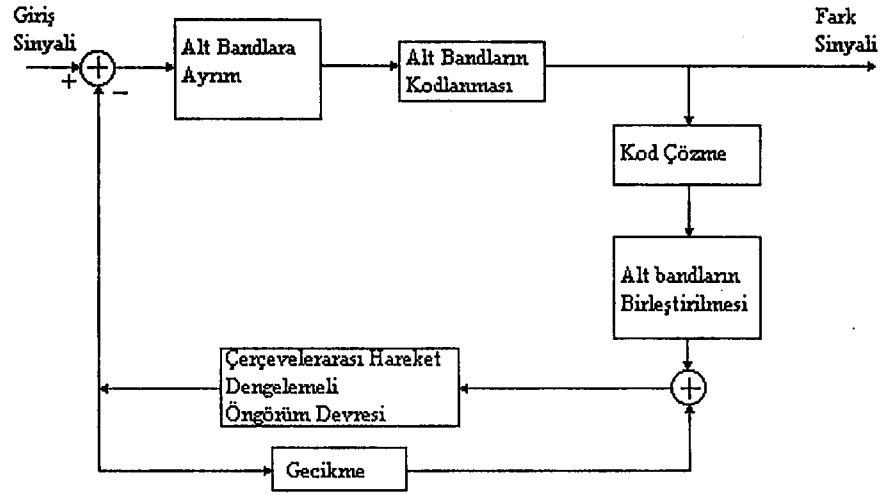 Giriş
Sinyali
Fark
Sinyali
+
+
−
Alt Bandlara
Ayrım
Alt Bandların
Kodlanması
Kod Çözme
Alt bandların
Birleştirilmesi
+
Çerçevelerarası Hareket
Dengelemeli
Öngörüm Devresi
Gecikme